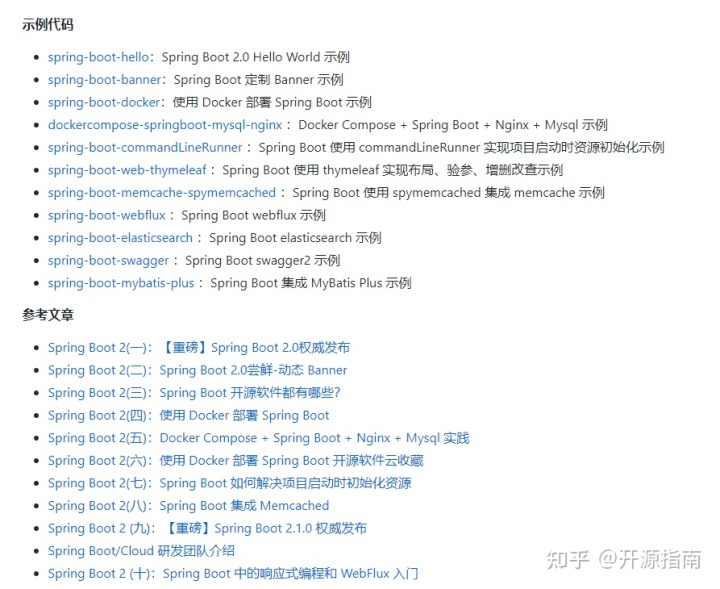 示例代码
spring-boot-hello：Spring Boot 2.0 Hello World 示例
spring-boot-banner：Spring Boot 定制 Banner 示例
spring-boot-docker：使用 Docker 部署 Spring Boot 示例
dockercompose-springboot-mysql-nginx ：Docker Compose + Spring Boot + Nginx + Mysql 示例
spring-boot-commandLineRunner ：Spring Boot 使用 commandLineRunner 实现项目启动时资源初始化示例
spring-boot-web-thymeleaf ：Spring Boot 使用 thymeleaf 实现布局、验参、增删改查示例
spring-boot-memcache-spymemcached ：Spring Boot 使用 spymemcached 集成 memcache 示例
spring-boot-webflux ：Spring Boot webflux 示例
spring-boot-elasticsearch ：Spring Boot elasticsearch 示例
spring-boot-swagger ：Spring Boot swagger2 示例
spring-boot-mybatis-plus ：Spring Boot 集成 MyBatis Plus 示例
参考文章
Spring Boot 2(一)：【重磅】Spring Boot 2.0权威发布
Spring Boot 2(二)：Spring Boot 2.0尝鲜-动态 Banner
Spring Boot 2(三)：Spring Boot 开源软件都有哪些？
Spring Boot 2(四)：使用 Docker 部署 Spring Boot
Spring Boot 2(五)：Docker Compose + Spring Boot + Nginx + Mysql 实践
Spring Boot 2(六)：使用 Docker 部署 Spring Boot 开源软件云收藏
Spring Boot 2(七)：Spring Boot 如何解决项目启动时初始化资源
Spring Boot 2(八)：Spring Boot 集成 Memcached
Spring Boot 2 (九)：【重磅】Spring Boot 2.1.0 权威发布
Spring Boot/Cloud 研发团队介绍
Spring Boot 2 (十)：Spring Boot 中的响应式编程和 WebFlux 入门
知乎 @开源指南